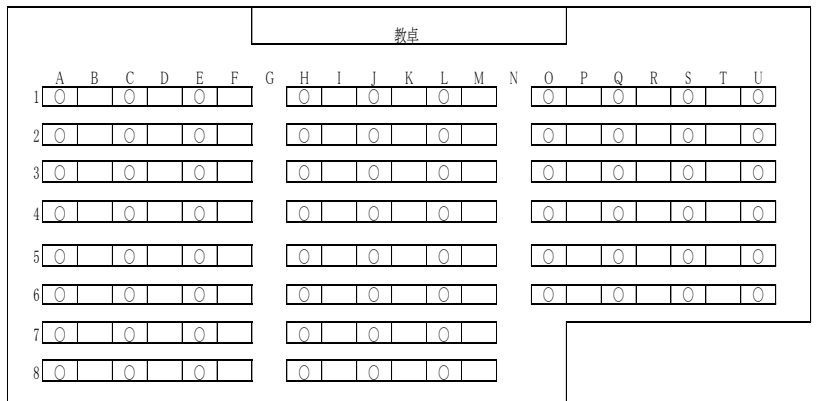 教卓
A B C D E F G H I J K L M N O P Q R S T U
1 ○ ○ ○ ○ ○ ○ ○ ○ ○ ○
2 ○ ○ ○ ○ ○ ○ ○ ○ ○ ○
3 ○ ○ ○ ○ ○ ○ ○ ○ ○ ○
4 ○ ○ ○ ○ ○ ○ ○ ○ ○ ○
5 ○ ○ ○ ○ ○ ○ ○ ○ ○ ○
6 ○ ○ ○ ○ ○ ○ ○ ○ ○ ○
7 ○ ○ ○ ○ ○ ○
8 ○ ○ ○ ○ ○ ○